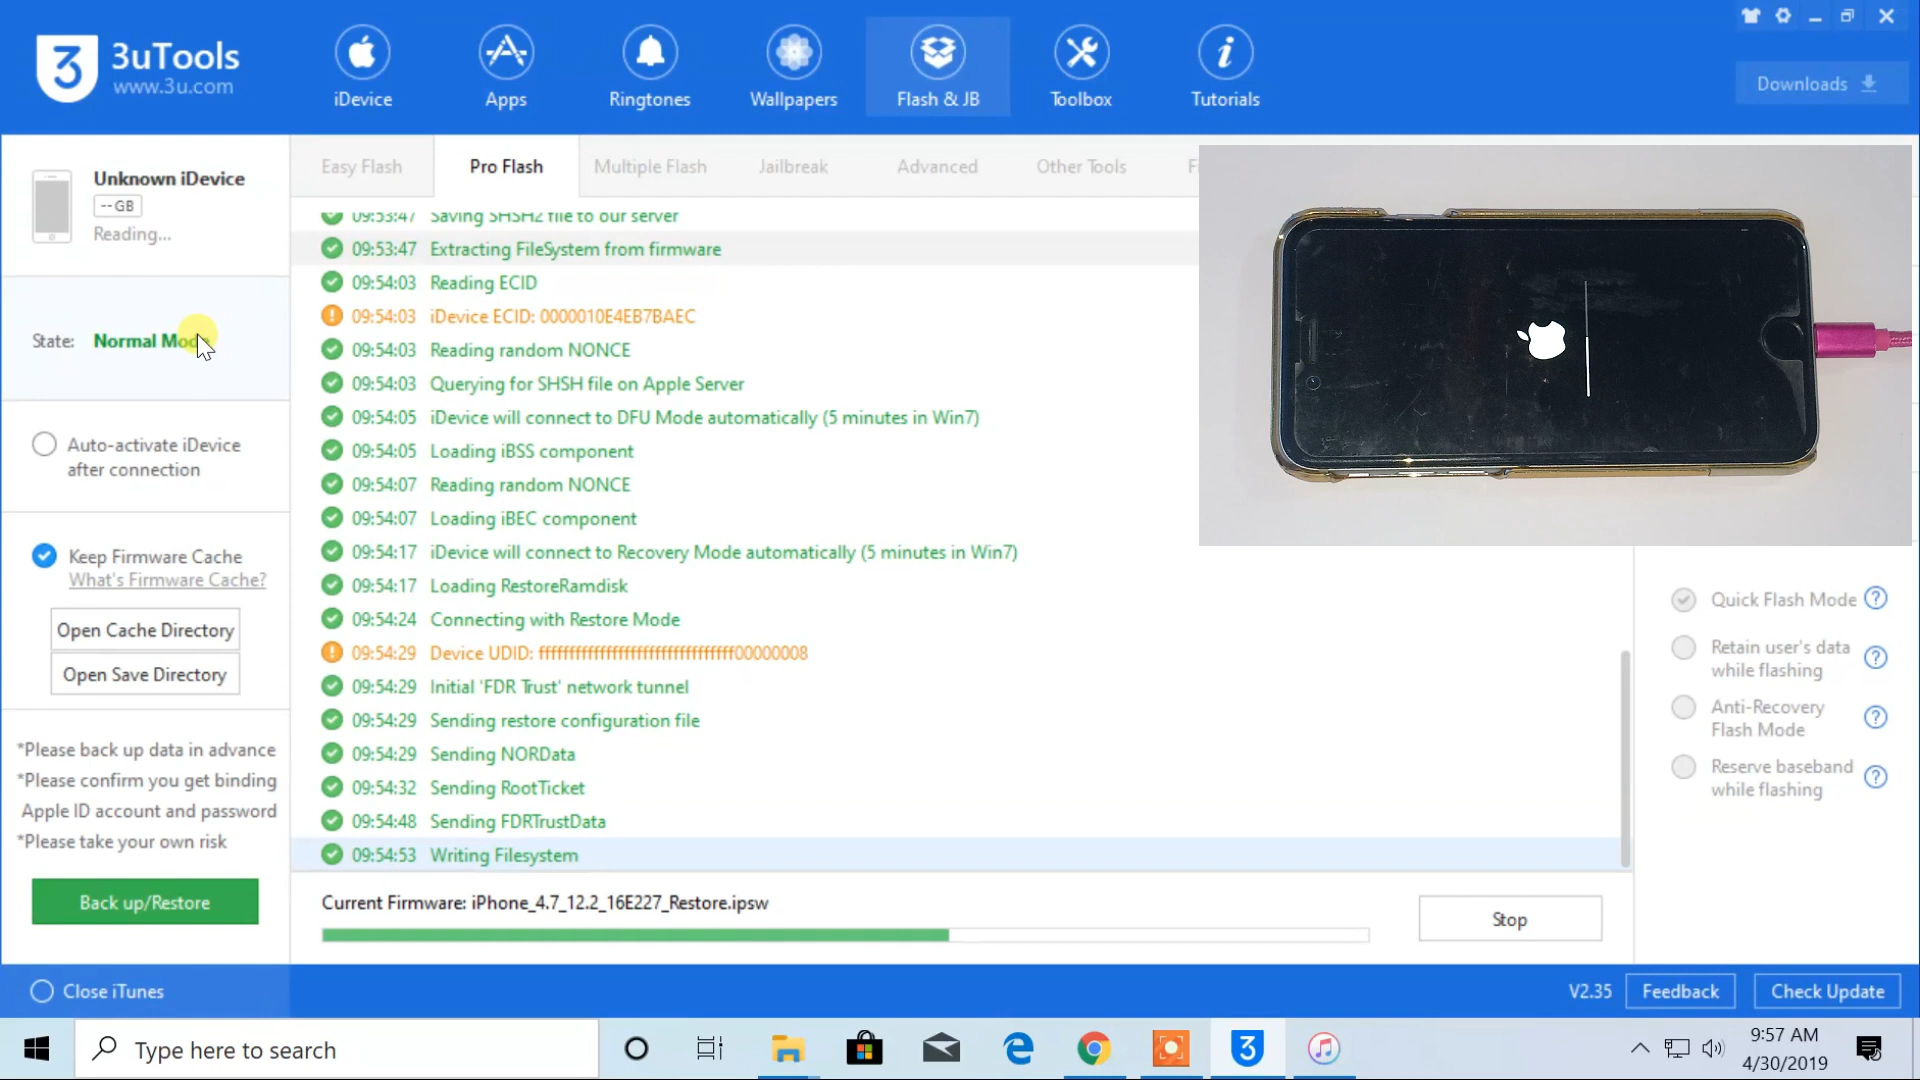 3 3uTools
www.3u.com
iDevice
Apps
Ringtones
Wallpapers
Flash & JB
Toolbox
Tutorials
Downloads
Unknown iDevice
--GB
Reading...
State: Normal Mod
Auto-activate iDevice
after connection
Keep Firmware Cache
What's Firmware Cache?
Open Cache Directory
Open Save Directory
*Please back up data in advance
*Please confirm you get binding
Apple ID account and password
*Please take your own risk
Back up/Restore
Easy Flash
Pro Flash
Multiple Flash
Jailbreak
Advanced
Other Tools
09:53:47 Saving SHSH2 file to our server
09:53:47 Extracting FileSystem from firmware
09:54:03 Reading ECID
09:54:03 iDevice ECID: 0000010E4EB7BAEC
09:54:03 Reading random NONCE
09:54:03 Querying for SHSH file on Apple Server
09:54:05 iDevice will connect to DFU Mode automatically (5 minutes in Win7)
09:54:05 Loading iBSS component
09:54:07 Reading random NONCE
09:54:07 Loading iBEC component
09:54:17 iDevice will connect to Recovery Mode automatically (5 minutes in Win7)
09:54:17 Loading RestoreRamdisk
09:54:24 Connecting with Restore Mode
09:54:29 Device UDID: ffffffffffffffffffffffffffffffff00000008
09:54:29 Initial 'FDR Trust' network tunnel
09:54:29 Sending restore configuration file
09:54:29 Sending NORData
09:54:32 Sending RootTicket
09:54:48 Sending FDRTrustData
09:54:53 Writing Filesystem
Current Firmware: iPhone_4.7_12.2_16E227_Restore.ipsw
Stop
Quick Flash Mode ?
Retain user's data
while flashing ?
Anti-Recovery
Flash Mode ?
Reserve baseband
while flashing ?
Close iTunes
V2.35
Feedback
Check Update
Type here to search
9:57 AM
4/30/2019